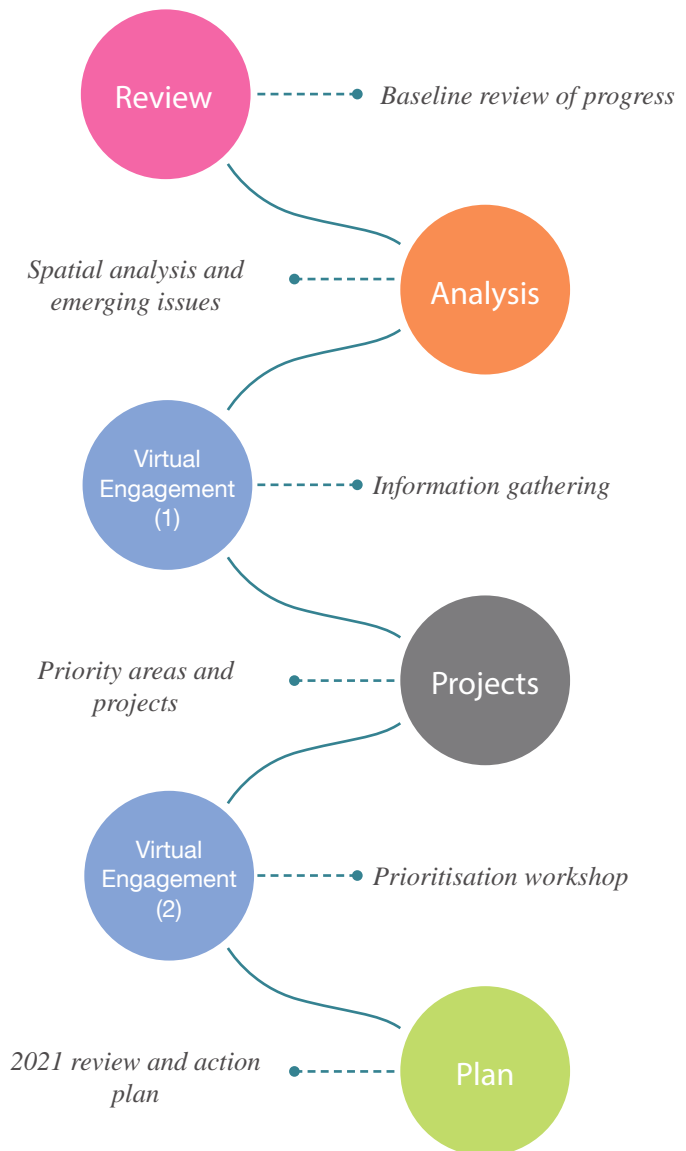 Review
Baseline review of progress
Spatial analysis and
emerging issues
Analysis
Virtual
Engagement
(1)
Information gathering
Priority areas and
projects
Projects
Virtual
Engagement
(2)
Prioritisation workshop
2021 review and action
plan
Plan